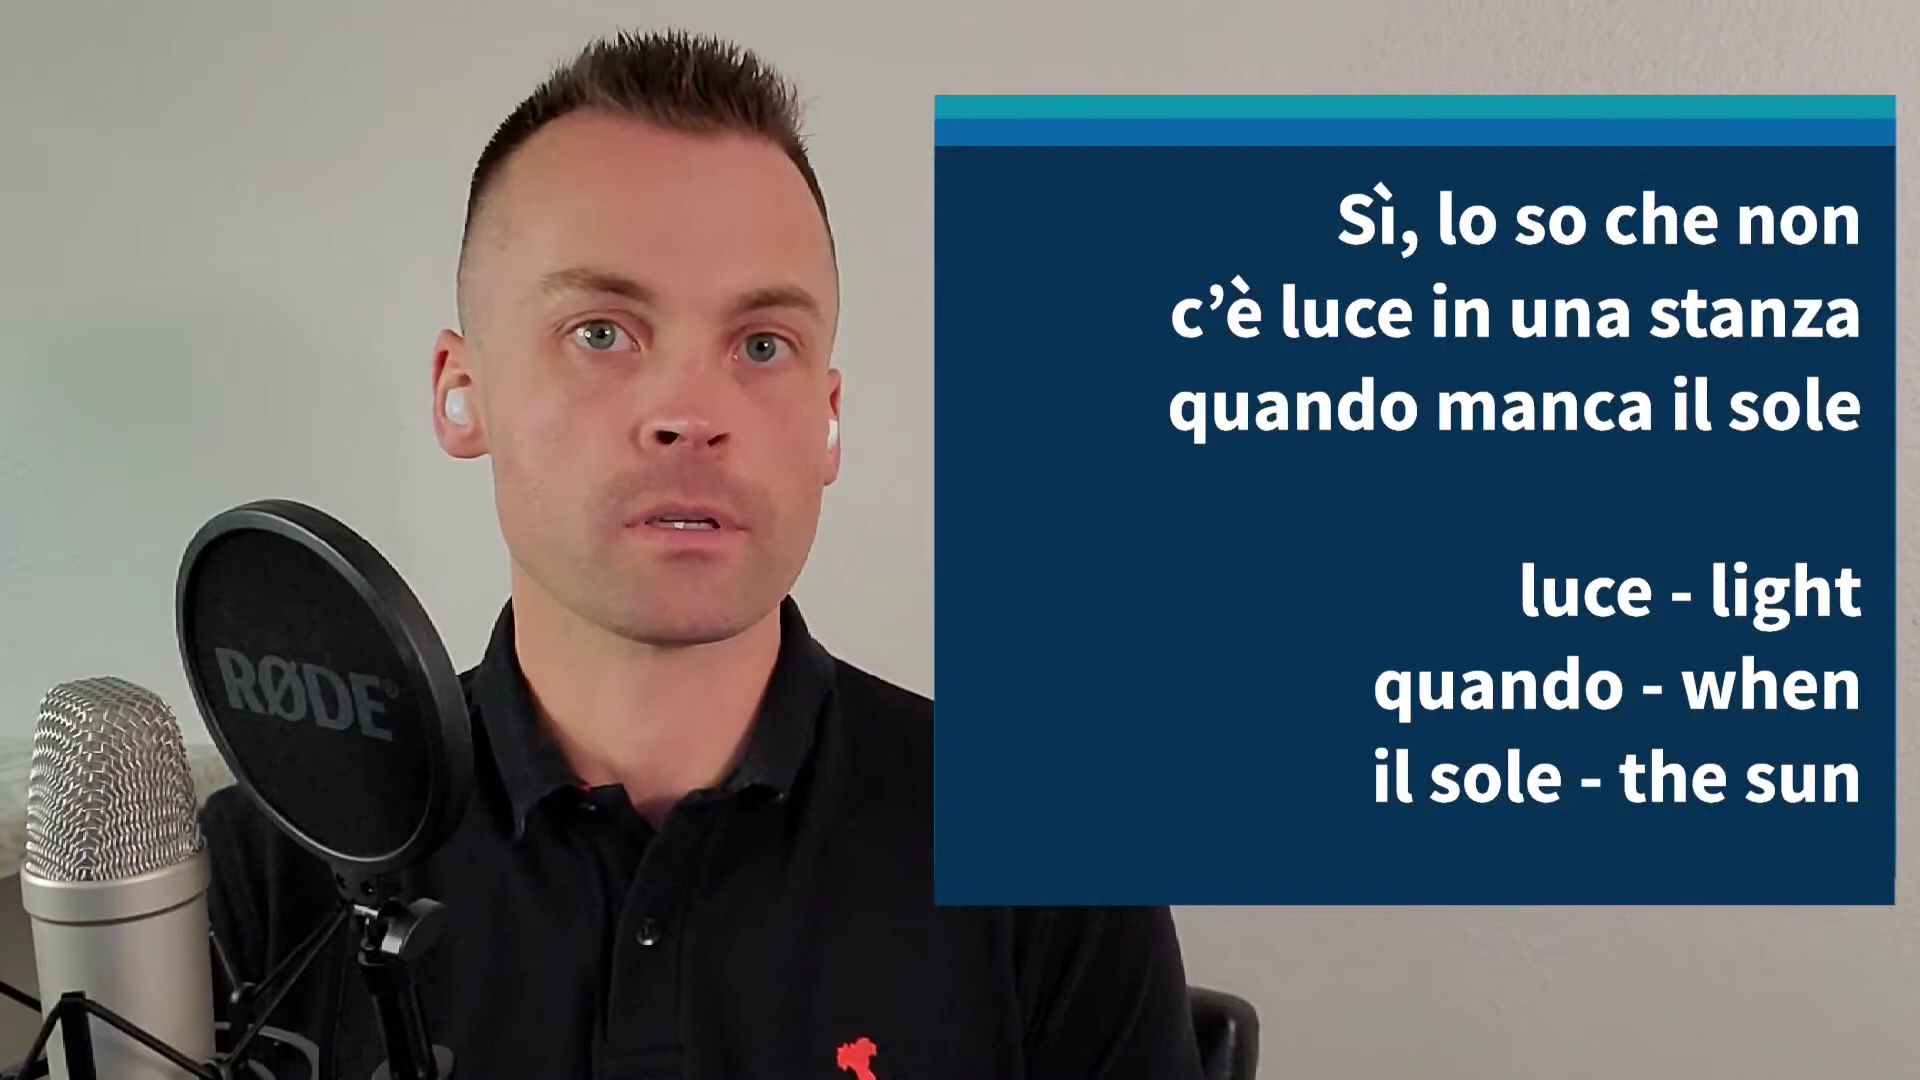 Sì, lo so che non
c’è luce in una stanza
quando manca il sole
luce - light
quando - when
il sole - the sun
RØDE®